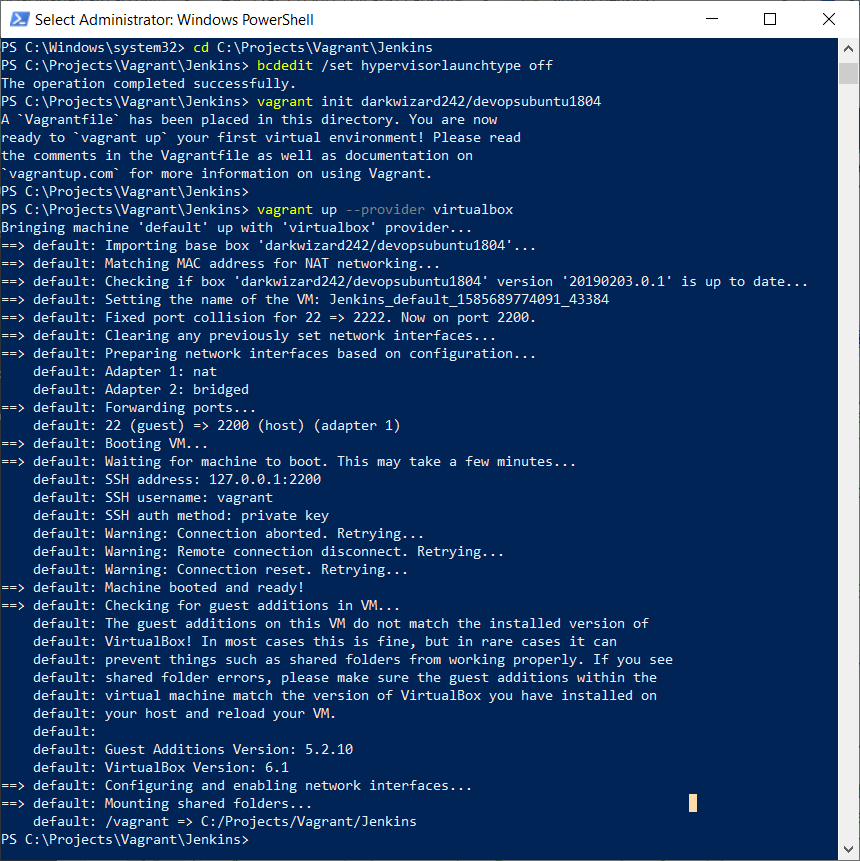 Select Administrator: Windows PowerShell
PS C:\Windows\system32> cd C:\Projects\Vagrant\Jenkins
PS C:\Projects\Vagrant\Jenkins> bcdedit /set hypervisorlaunchtype off
The operation completed successfully.
PS C:\Projects\Vagrant\Jenkins> vagrant init darkwizard242/devopsubuntu1804
A `Vagrantfile` has been placed in this directory. You are now
ready to `vagrant up` your first virtual environment! Please read
the comments in the Vagrantfile as well as documentation on
`vagrantup.com` for more information on using Vagrant.
PS C:\Projects\Vagrant\Jenkins>
PS C:\Projects\Vagrant\Jenkins> vagrant up --provider virtualbox
Bringing machine 'default' up with 'virtualbox' provider...
==> default: Importing base box 'darkwizard242/devopsubuntu1804'...
==> default: Matching MAC address for NAT networking...
==> default: Checking if box 'darkwizard242/devopsubuntu1804' version '20190203.0.1' is up to date...
==> default: Setting the name of the VM: Jenkins_default_1585689774091_43384
==> default: Fixed port collision for 22 => 2222. Now on port 2200.
==> default: Clearing any previously set network interfaces...
==> default: Preparing network interfaces based on configuration...
    default: Adapter 1: nat
    default: Adapter 2: bridged
==> default: Forwarding ports...
    default: 22 (guest) => 2200 (host) (adapter 1)
==> default: Booting VM...
==> default: Waiting for machine to boot. This may take a few minutes...
    default: SSH address: 127.0.0.1:2200
    default: SSH username: vagrant
    default: SSH auth method: private key
    default: Warning: Connection aborted. Retrying...
    default: Warning: Remote connection disconnect. Retrying...
    default: Warning: Connection reset. Retrying...
==> default: Machine booted and ready!
==> default: Checking for guest additions in VM...
    default: The guest additions on this VM do not match the installed version of
    default: VirtualBox! In most cases this is fine, but in rare cases it can
    default: prevent things such as shared folders from working properly. If you see
    default: shared folder errors, please make sure the guest additions within the
    default: virtual machine match the version of VirtualBox you have installed on
    default: your host and reload your VM.
    default:
    default: Guest Additions Version: 5.2.10
    default: VirtualBox Version: 6.1
==> default: Configuring and enabling network interfaces...
==> default: Mounting shared folders...
    default: /vagrant => C:/Projects/Vagrant/Jenkins
PS C:\Projects\Vagrant\Jenkins>